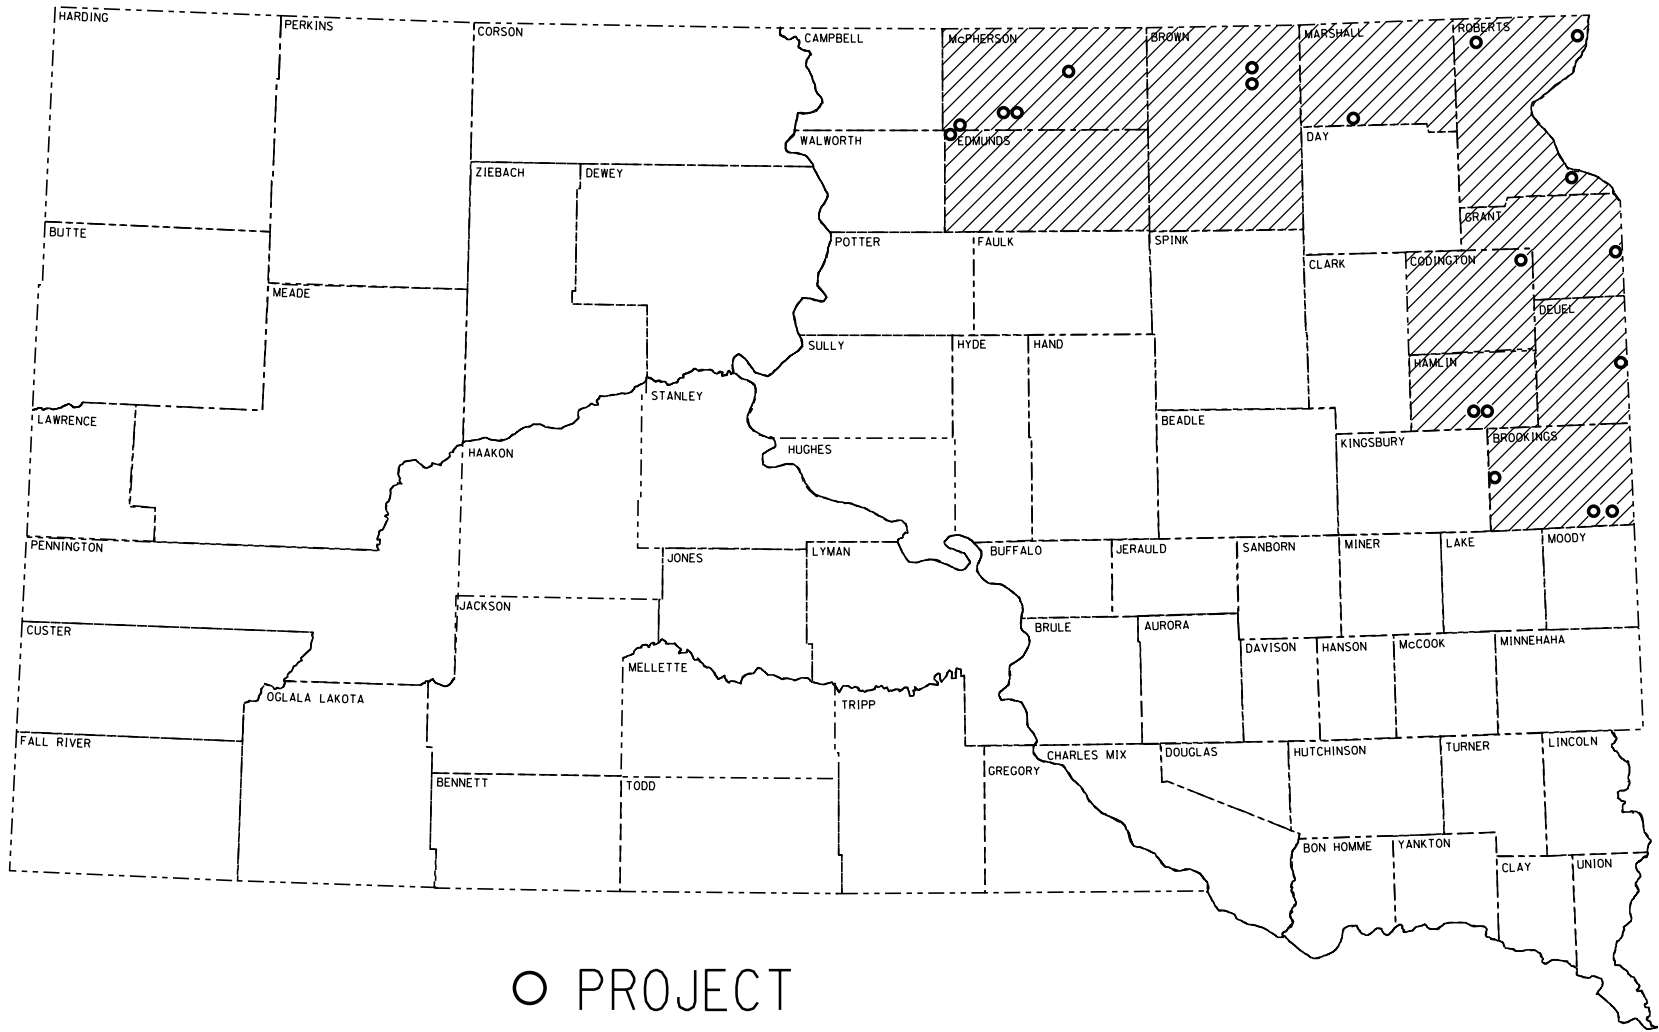 HARDING
PERKINS
CORSON
CAMPBELL
McPHERSON
BROWN
MARSHALL
ROBERTS
WALWORTH
EDMUNDS
DAY
ZIEBACH
DEWEY
GRANT
BUTTE
POTTER
FAULK
SPINK
CLARK
CODINGTON
MEADE
DEUEL
SULLY
HYDE
HAND
HAMLIN
LAWRENCE
STANLEY
BEADLE
KINGSBURY
BROOKINGS
HAAKON
HUGHES
PENNINGTON
JONES
LYMAN
BUFFALO
JERAULD
SANBORN
MINER
LAKE
MOODY
JACKSON
CUSTER
BRULE
AURORA
DAVISON
HANSON
McCOOK
MINNEHAHA
MELLETTE
OGLALA LAKOTA
TRIPP
FALL RIVER
GREGORY
CHARLES MIX
DOUGLAS
HUTCHINSON
TURNER
LINCOLN
BENNETT
TODD
BON HOMME
YANKTON
CLAY
UNION
PROJECT